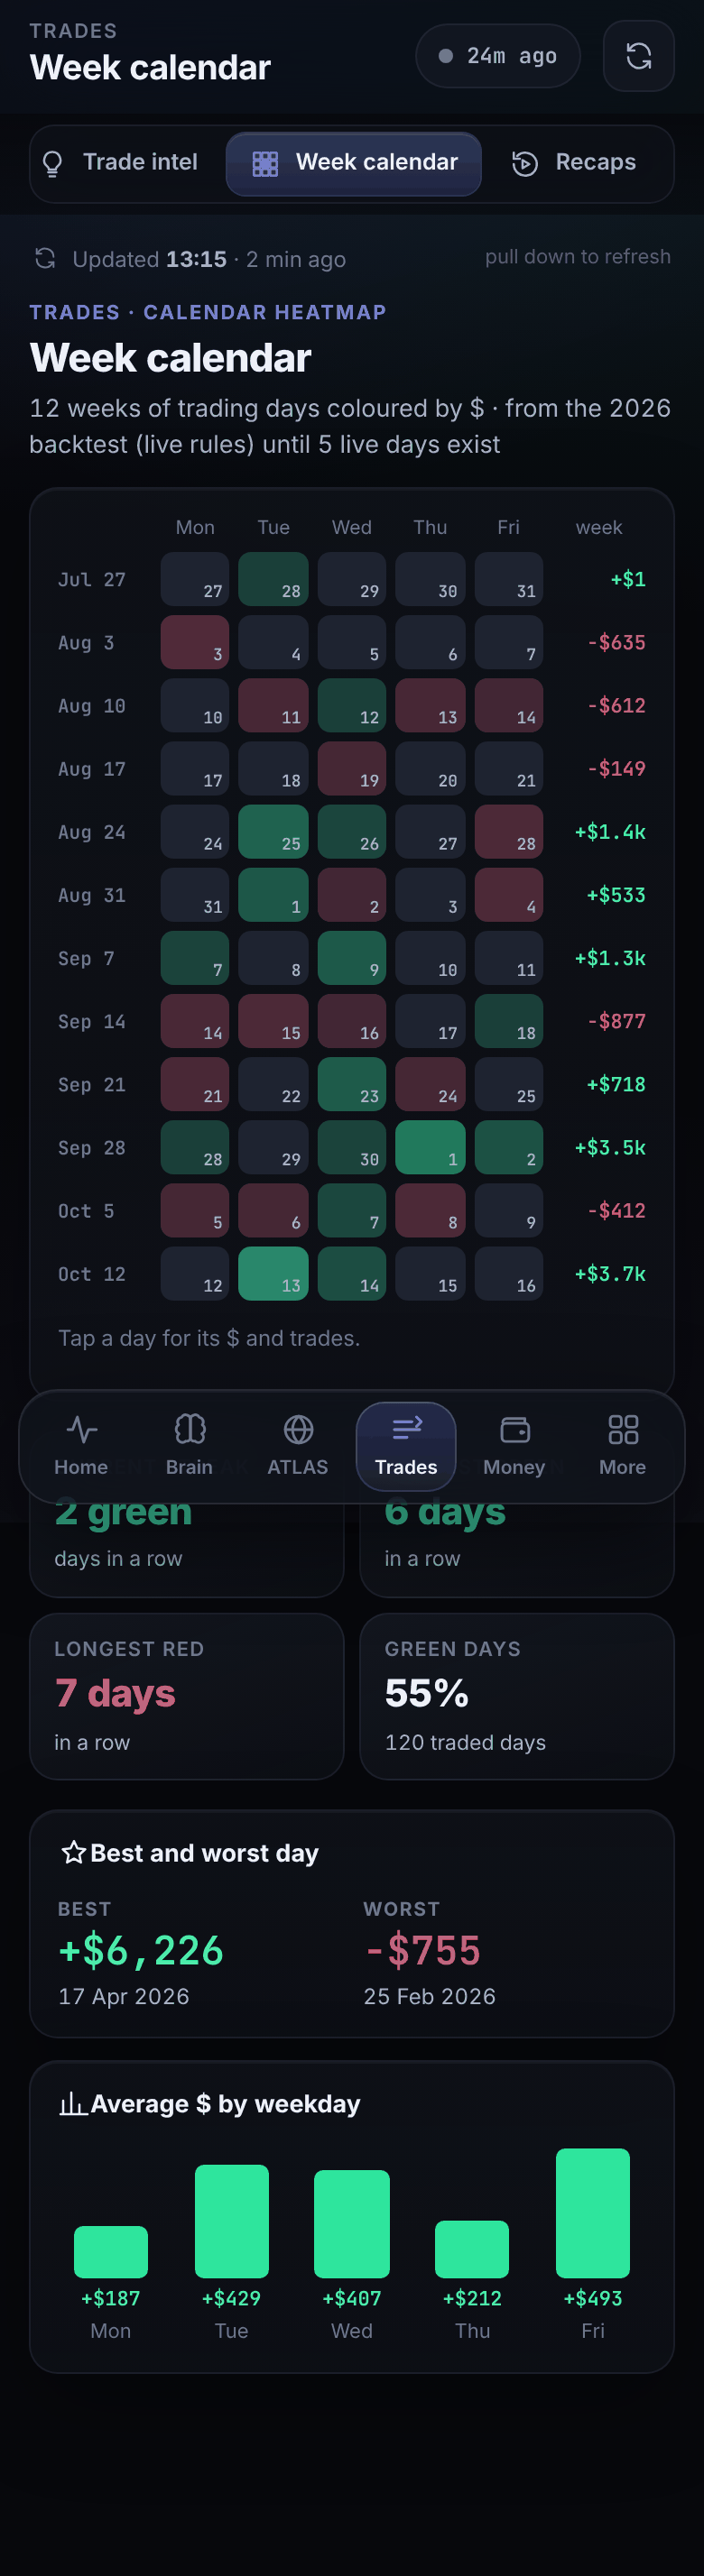 TRADES
Week calendar
24m ago
Trade intel
Week calendar
Recaps
Updated 13:15 · 2 min ago
pull down to refresh
TRADES · CALENDAR HEATMAP
Week calendar
12 weeks of trading days coloured by $ · from the 2026
backtest (live rules) until 5 live days exist
Mon Tue Wed Thu Fri week
Jul 27 27 28 29 30 31 +$1
Aug 3 3 4 5 6 7 -$635
Aug 10 10 11 12 13 14 -$612
Aug 17 17 18 19 20 21 -$149
Aug 24 24 25 26 27 28 +$1.4k
Aug 31 31 1 2 3 4 +$533
Sep 7 7 8 9 10 11 +$1.3k
Sep 14 14 15 16 17 18 -$877
Sep 21 21 22 23 24 25 +$718
Sep 28 28 29 30 1 2 +$3.5k
Oct 5 5 6 7 8 9 -$412
Oct 12 12 13 14 15 16 +$3.7k
Tap a day for its $ and trades.
Home Brain ATLAS Trades Money More
2 green
days in a row
6 days
in a row
LONGEST RED
7 days
in a row
GREEN DAYS
55%
120 traded days
Best and worst day
BEST
+$6,226
17 Apr 2026
WORST
-$755
25 Feb 2026
Average $ by weekday
+$187 +$429 +$407 +$212 +$493
Mon Tue Wed Thu Fri